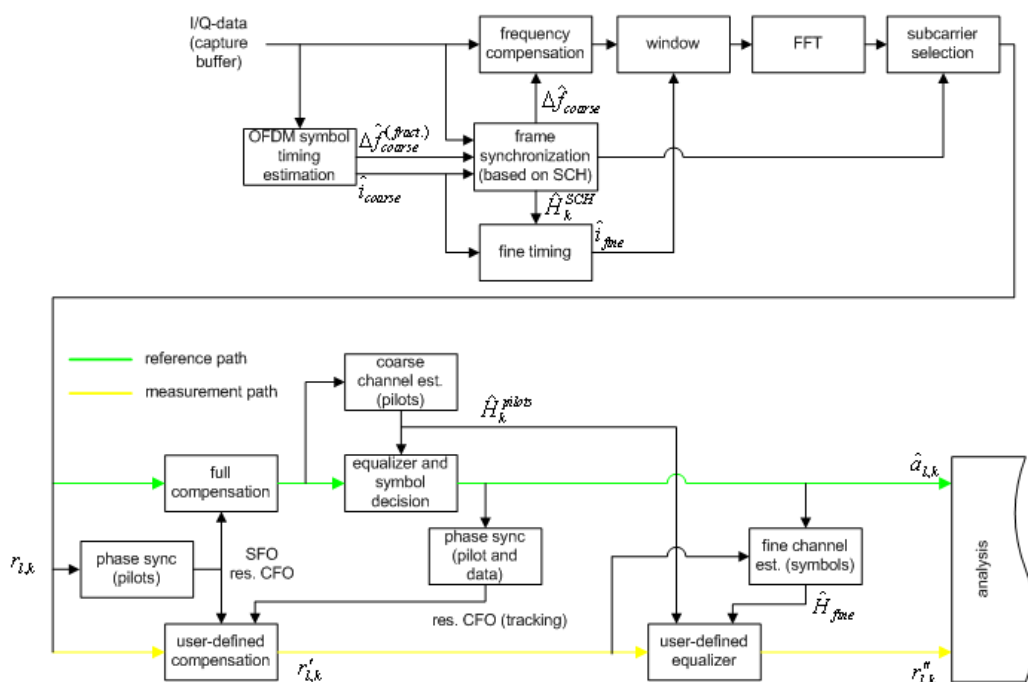 I/Q-data
(capture
buffer)
frequency
compensation
window
FFT
subcarrier
selection
Δf̂coarse
OFDM symbol
timing
estimation
Δf̂coarse(fract.)
îcoarse
frame
synchronization
(based on SCH)
ĤkSCH
fine timing
îfine
reference path
measurement path
coarse
channel est.
(pilots)
Ĥkpilots
full
compensation
equalizer and
symbol
decision
âl,k
rl,k
phase sync
(pilots)
SFO
res. CFO
phase sync
(pilot and
data)
fine channel
est. (symbols)
analysis
res. CFO (tracking)
Ĥfine
user-defined
compensation
r′l,k
user-defined
equalizer
r″l,k